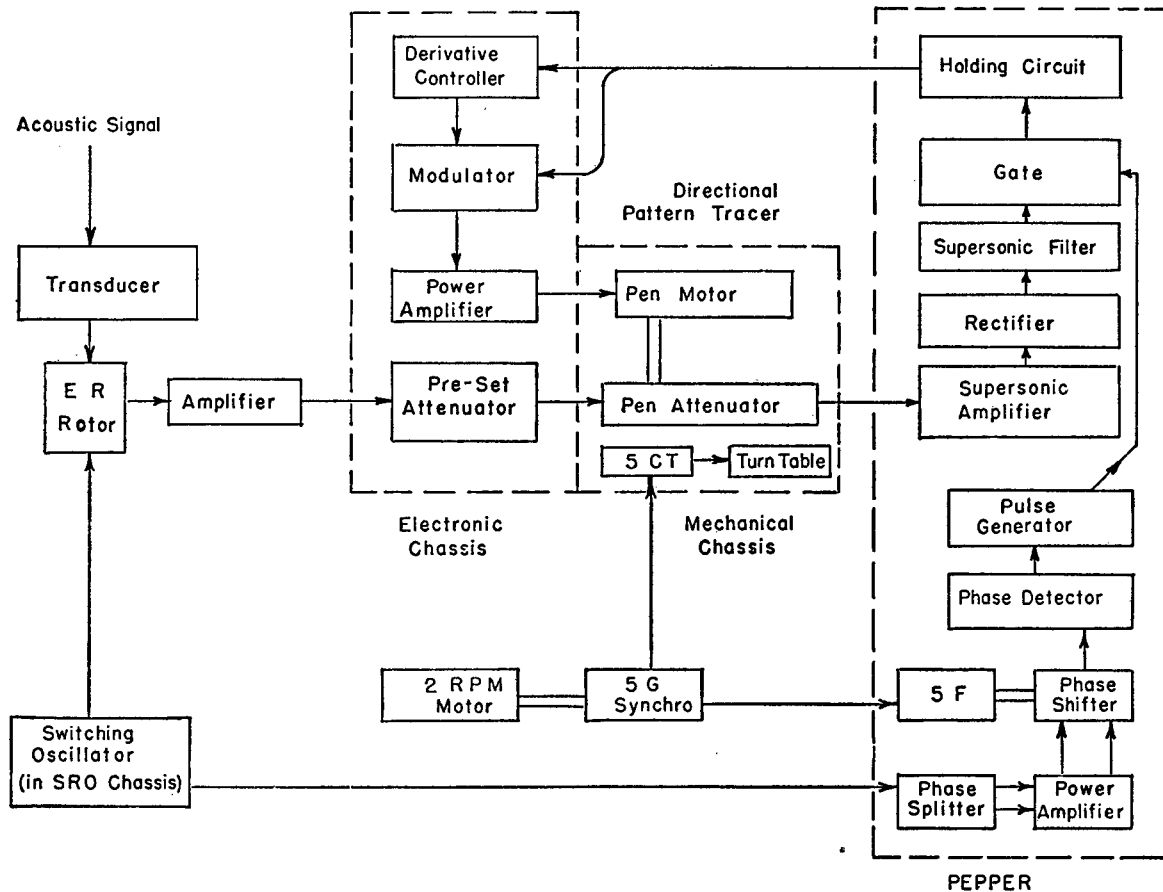 Acoustic Signal
Transducer
E R
Rotor
Amplifier
Switching
Oscillator
(in SRO Chassis)
Derivative
Controller
Modulator
Power
Amplifier
Pre-Set
Attenuator
Electronic
Chassis
Directional
Pattern Tracer
Pen Motor
Pen Attenuator
5 CT
Turn Table
Mechanical
Chassis
2 RPM
Motor
5 G
Synchro
Holding Circuit
Gate
Supersonic Filter
Rectifier
Supersonic
Amplifier
Pulse
Generator
Phase Detector
5 F
Phase
Shifter
Phase
Splitter
Power
Amplifier
PEPPER